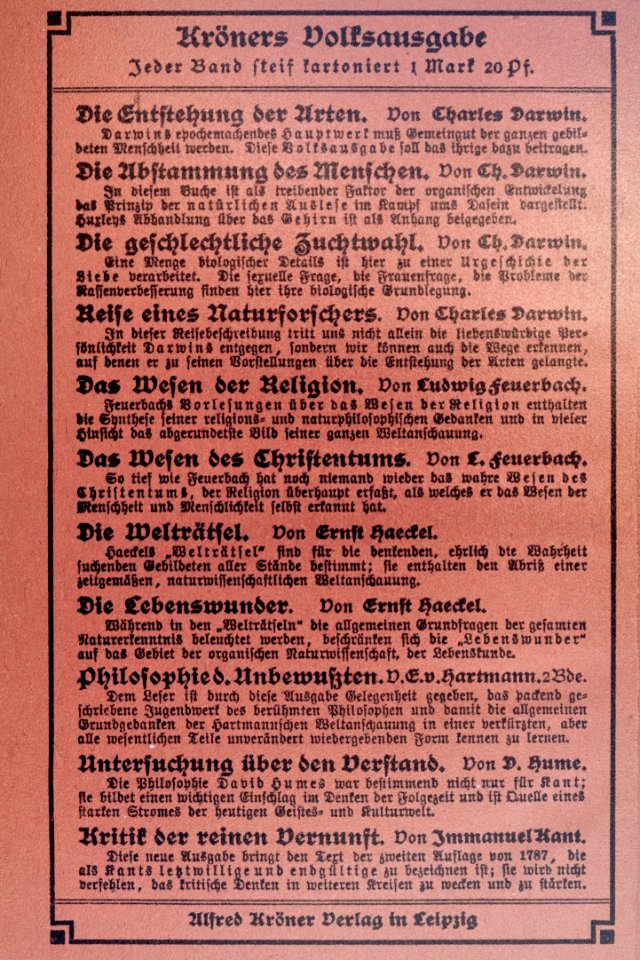 Kröners Volksausgabe
Jeder Band steif kartoniert 1 Mark 20 Pf.
Die Entstehung der Arten. Von Charles Darwin.
Darwins epochemachendes Hauptwerk muß Gemeingut der ganzen gebil-
deten Menschheit werden. Diese Volksausgabe soll das ihrige dazu beitragen.
Die Abstammung des Menschen. Von Ch. Darwin.
In diesem Buche ist als treibender Faktor der organischen Entwickelung
das Prinzip der natürlichen Auslese im Kampf ums Dasein dargestellt.
Huxleys Abhandlung über das Gehirn ist als Anhang beigegeben.
Die geschlechtliche Zuchtwahl. Von Ch. Darwin.
Eine Menge biologischer Details ist hier zu einer Urgeschichte der
Liebe verarbeitet. Die sexuelle Frage, die Frauenfrage, die Probleme der
Rassenverbesserung finden hier ihre biologische Grundlegung.
Reise eines Naturforschers. Von Charles Darwin.
In dieser Reisebeschreibung tritt uns nicht allein die liebenswürdige Per-
sönlichkeit Darwins entgegen, sondern wir können auch die Wege erkennen,
auf denen er zu seinen Vorstellungen über die Entstehung der Arten gelangte.
Das Wesen der Religion. Von Ludwig Feuerbach.
Feuerbachs Vorlesungen über das Wesen der Religion enthalten
die Synthese seiner religions- und naturphilosophischen Gedanken und in vieler
Hinsicht das abgerundetste Bild seiner ganzen Weltanschauung.
Das Wesen des Christentums. Von L. Feuerbach.
So tief wie Feuerbach hat noch niemand wieder das wahre Wesen des
Christentums, der Religion überhaupt erfaßt, als welches er das Wesen der
Menschheit und Menschlichkeit selbst erkannt hat.
Die Welträtsel. Von Ernst Haeckel.
Haeckels „Welträtsel“ sind für die denkenden, ehrlich die Wahrheit
suchenden Gebildeten aller Stände bestimmt; sie enthalten den Abriß einer
zeitgemäßen, naturwissenschaftlichen Weltanschauung.
Die Lebenswunder. Von Ernst Haeckel.
Während in den „Welträtseln“ die allgemeinen Grundfragen der gesamten
Naturerkenntnis beleuchtet werden, beschränken sich die „Lebenswunder“
auf das Gebiet der organischen Naturwissenschaft, der Lebenskunde.
Philosophie d. Unbewußten. V. E. v. Hartmann. 2 Bde.
Dem Leser ist durch diese Ausgabe Gelegenheit gegeben, das packend ge-
schriebene Jugendwerk des berühmten Philosophen und damit die allgemeinen
Grundgedanken der Hartmannschen Weltanschauung in einer verkürzten, aber
alle wesentlichen Teile unverändert wiedergebenden Form kennen zu lernen.
Untersuchung über den Verstand. Von D. Hume.
Die Philosophie David Humes war bestimmend nicht nur für Kant;
sie bildet einen wichtigen Einschlag im Denken der Folgezeit und ist Quelle eines
starken Stromes der heutigen Geistes- und Kulturwelt.
Kritik der reinen Vernunft. Von Immanuel Kant.
Diese neue Ausgabe bringt den Text der zweiten Auflage von 1787, die
als Kants letztwillige und endgültige zu bezeichnen ist; sie wird nicht
verfehlen, das kritische Denken in weiteren Kreisen zu wecken und zu stärken.
Alfred Kröner Verlag in Leipzig